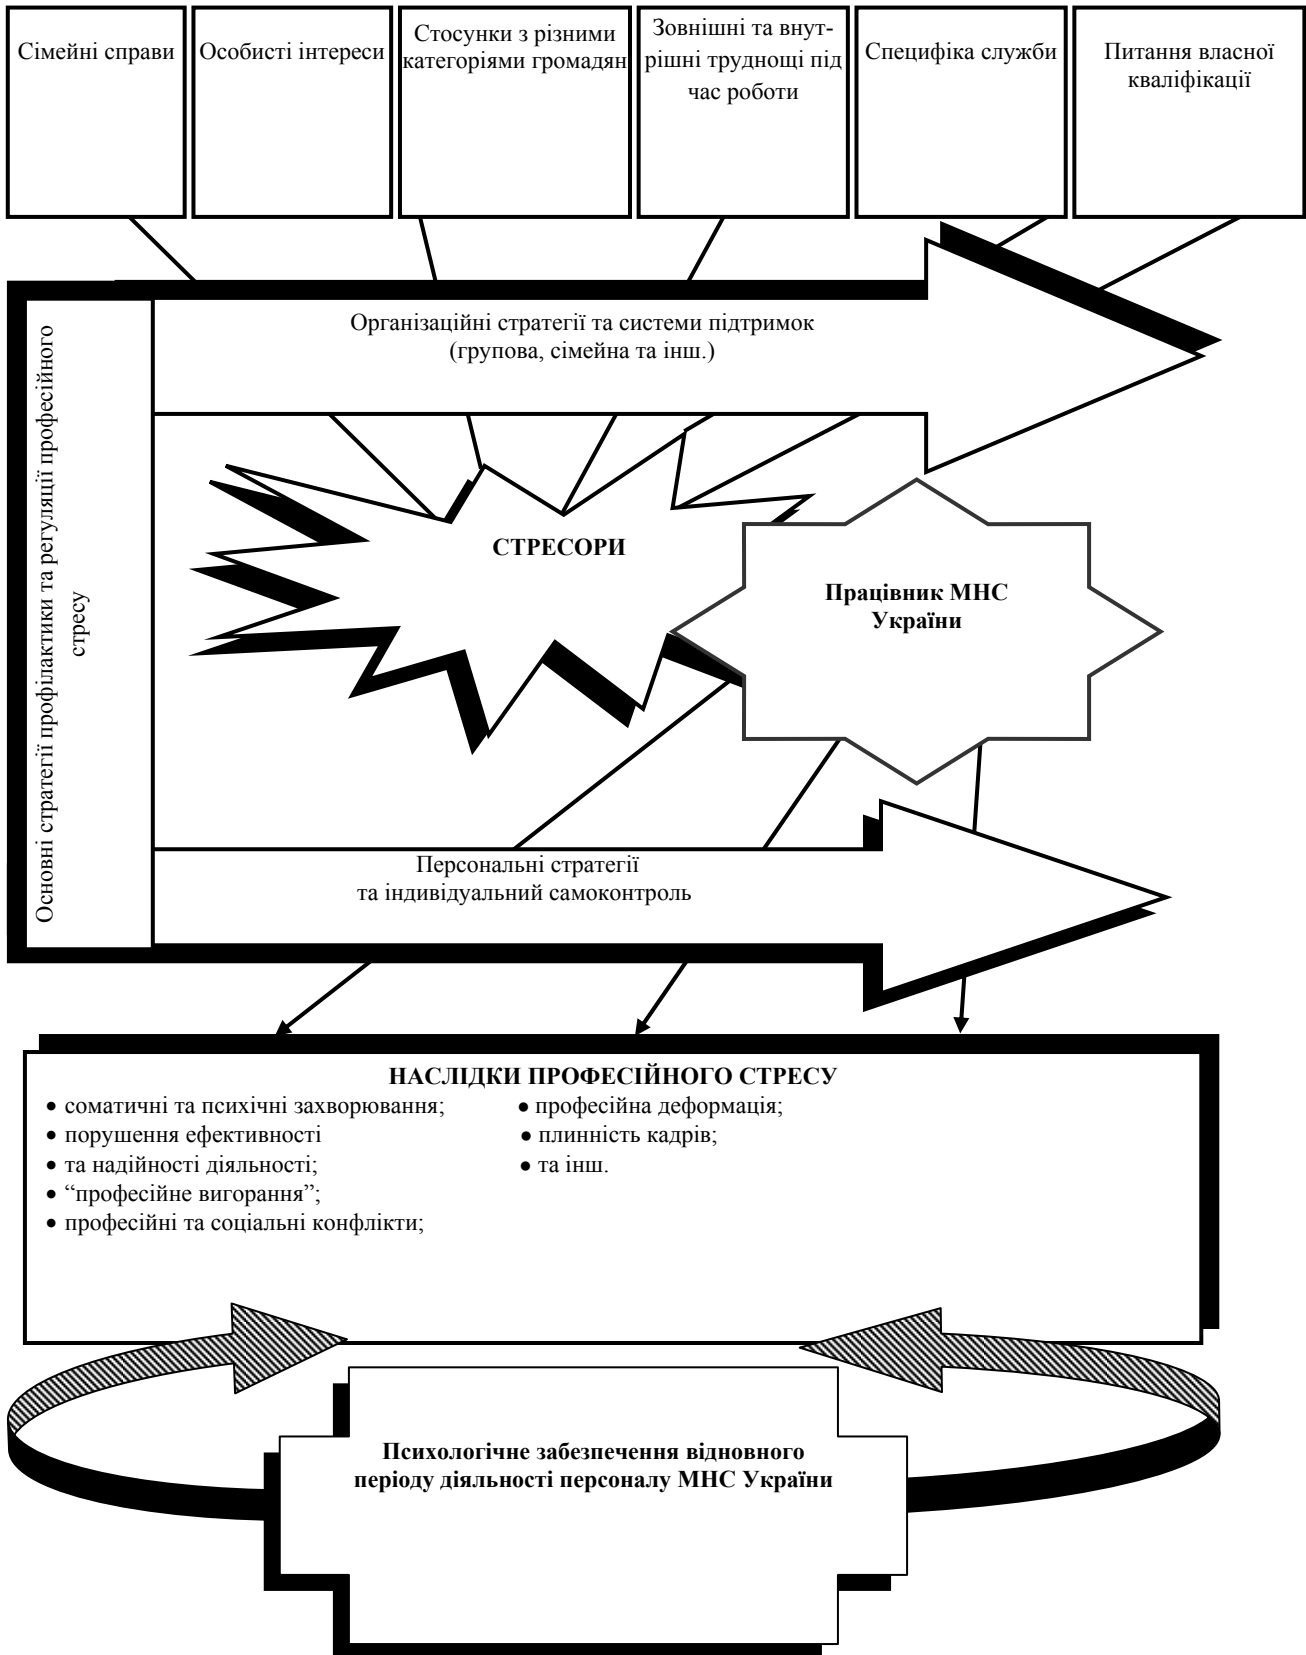 Сімейні справи
Особисті інтереси
Стосунки з різними
категоріями громадян
Зовнішні та внут-
рішні труднощі під
час роботи
Специфіка служби
Питання власної
кваліфікації
Організаційні стратегії та системи підтримок
(групова, сімейна та інш.)
Основні стратегії профілактики та регуляції професійного
стресу
СТРЕСОРИ
Працівник МНС
України
Персональні стратегії
та індивідуальний самоконтроль
НАСЛІДКИ ПРОФЕСІЙНОГО СТРЕСУ
• соматичні та психічні захворювання;
• порушення ефективності
• та надійності діяльності;
• “професійне вигорання”;
• професійні та соціальні конфлікти;
• професійна деформація;
• плинність кадрів;
• та інш.
Психологічне забезпечення відновного
періоду діяльності персоналу МНС України